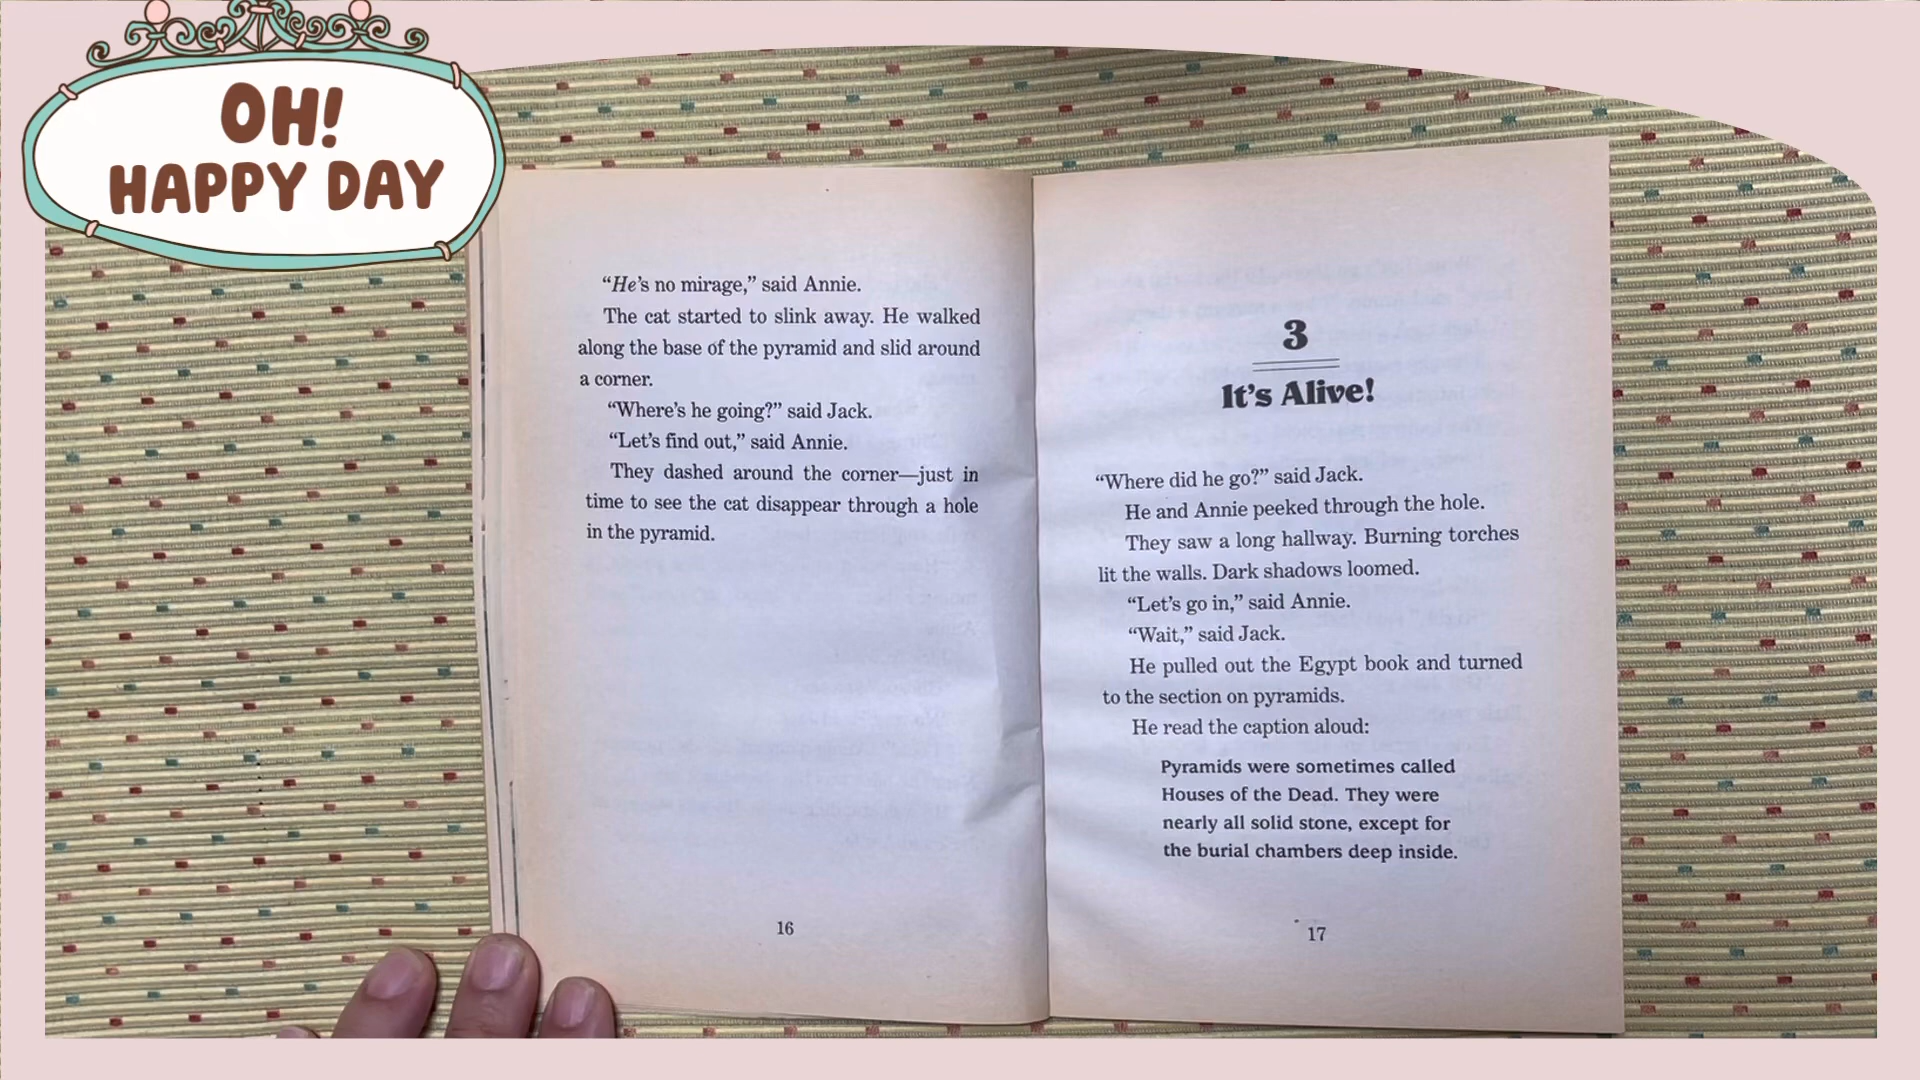 OH!
HAPPY DAY
“He’s no mirage,” said Annie.
The cat started to slink away. He walked
along the base of the pyramid and slid around
a corner.
“Where’s he going?” said Jack.
“Let’s find out,” said Annie.
They dashed around the corner—just in
time to see the cat disappear through a hole
in the pyramid.
16
3
It’s Alive!
“Where did he go?” said Jack.
He and Annie peeked through the hole.
They saw a long hallway. Burning torches
lit the walls. Dark shadows loomed.
“Let’s go in,” said Annie.
“Wait,” said Jack.
He pulled out the Egypt book and turned
to the section on pyramids.
He read the caption aloud:
Pyramids were sometimes called
Houses of the Dead. They were
nearly all solid stone, except for
the burial chambers deep inside.
17